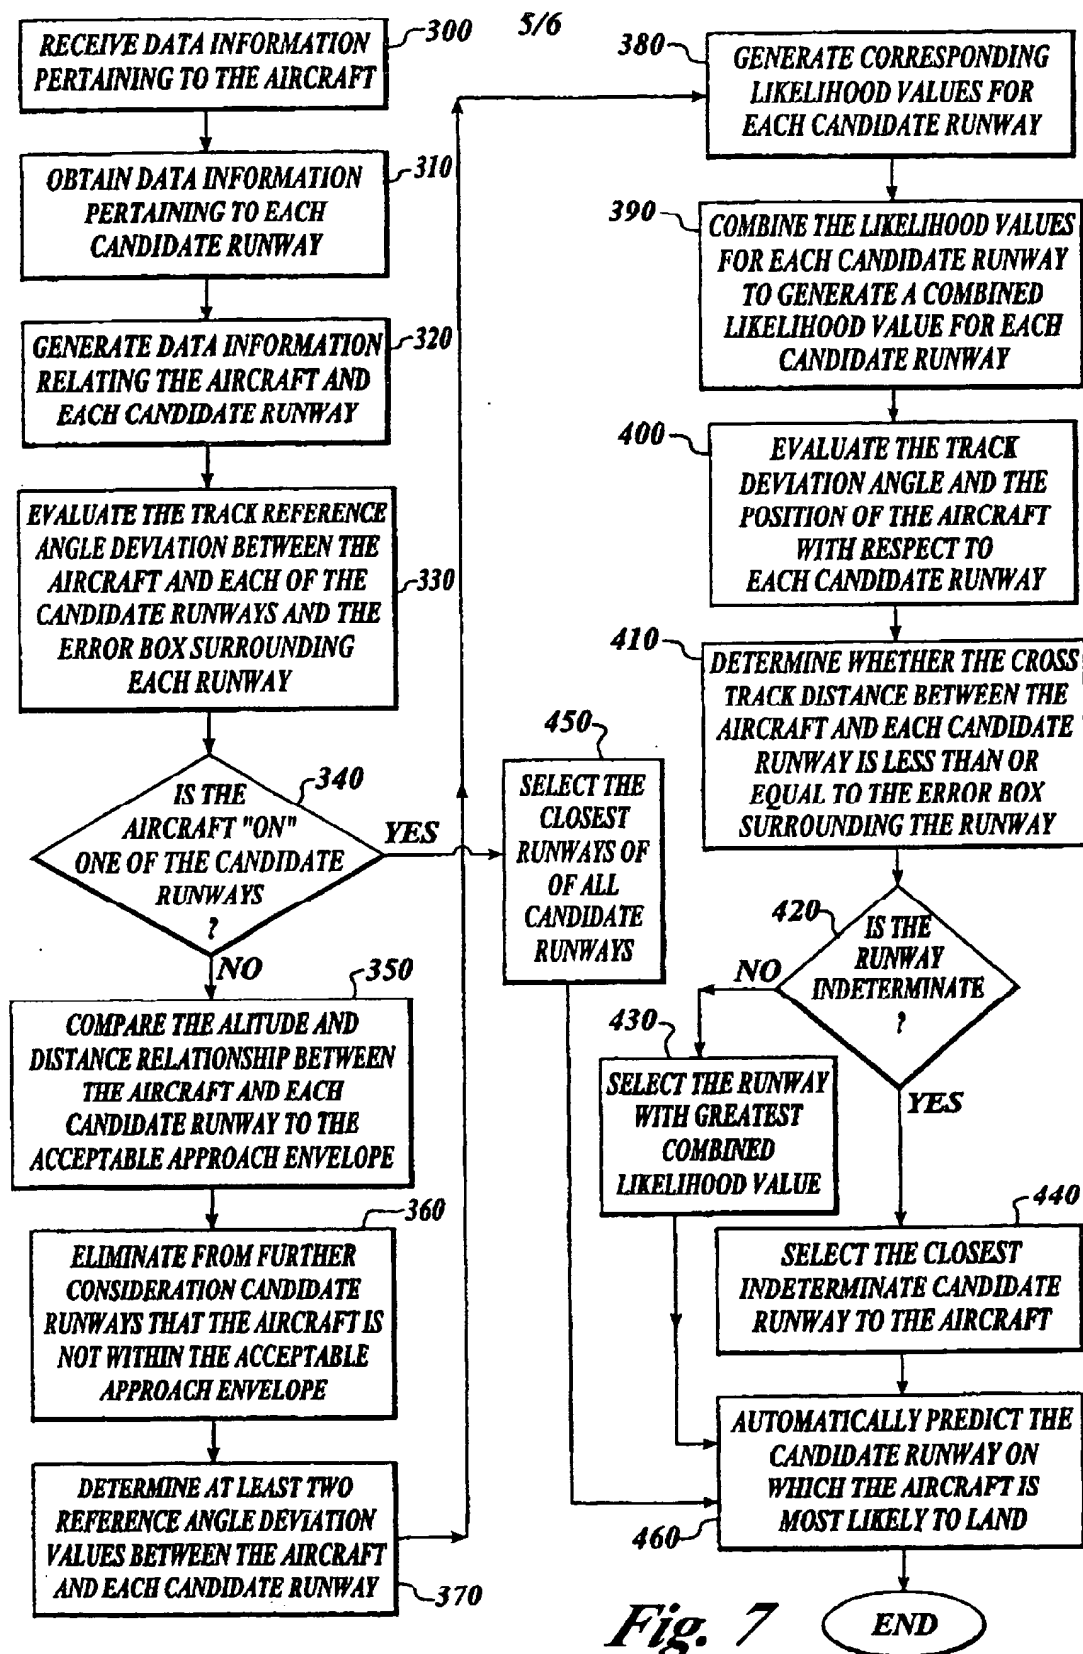 5/6
300
RECEIVE DATA INFORMATION
PERTAINING TO THE AIRCRAFT
310
OBTAIN DATA INFORMATION
PERTAINING TO EACH
CANDIDATE RUNWAY
320
GENERATE DATA INFORMATION
RELATING THE AIRCRAFT AND
EACH CANDIDATE RUNWAY
330
EVALUATE THE TRACK REFERENCE
ANGLE DEVIATION BETWEEN THE
AIRCRAFT AND EACH OF THE
CANDIDATE RUNWAYS AND THE
ERROR BOX SURROUNDING
EACH RUNWAY
340
IS THE
AIRCRAFT "ON"
ONE OF THE CANDIDATE
RUNWAYS
?
YES
NO
350
COMPARE THE ALITUDE AND
DISTANCE RELATIONSHIP BETWEEN
THE AIRCRAFT AND EACH
CANDIDATE RUNWAY TO THE
ACCEPTABLE APPROACH ENVELOPE
360
ELIMINATE FROM FURTHER
CONSIDERATION CANDIDATE
RUNWAYS THAT THE AIRCRAFT IS
NOT WITHIN THE ACCEPTABLE
APPROACH ENVELOPE
DETERMINE AT LEAST TWO
REFERENCE ANGLE DEVIATION
VALUES BETWEEN THE AIRCRAFT
AND EACH CANDIDATE RUNWAY
370
450
SELECT THE
CLOSEST
RUNWAYS OF
OF ALL
CANDIDATE
RUNWAYS
380
GENERATE CORRESPONDING
LIKELIHOOD VALUES FOR
EACH CANDIDATE RUNWAY
390
COMBINE THE LIKELIHOOD VALUES
FOR EACH CANDIDATE RUNWAY
TO GENERATE A COMBINED
LIKELIHOOD VALUE FOR EACH
CANDIDATE RUNWAY
400
EVALUATE THE TRACK
DEVIATION ANGLE AND THE
POSITION OF THE AIRCRAFT
WITH RESPECT TO
EACH CANDIDATE RUNWAY
410
DETERMINE WHETHER THE CROSS
TRACK DISTANCE BETWEEN THE
AIRCRAFT AND EACH CANDIDATE
RUNWAY IS LESS THAN OR
EQUAL TO THE ERROR BOX
SURROUNDING THE RUNWAY
420
IS THE
RUNWAY
INDETERMINATE
?
NO
YES
430
SELECT THE RUNWAY
WITH GREATEST
COMBINED
LIKELIHOOD VALUE
440
SELECT THE CLOSEST
INDETERMINATE CANDIDATE
RUNWAY TO THE AIRCRAFT
AUTOMATICALLY PREDICT THE
CANDIDATE RUNWAY ON
WHICH THE AIRCRAFT IS
MOST LIKELY TO LAND
460
END
Fig. 7